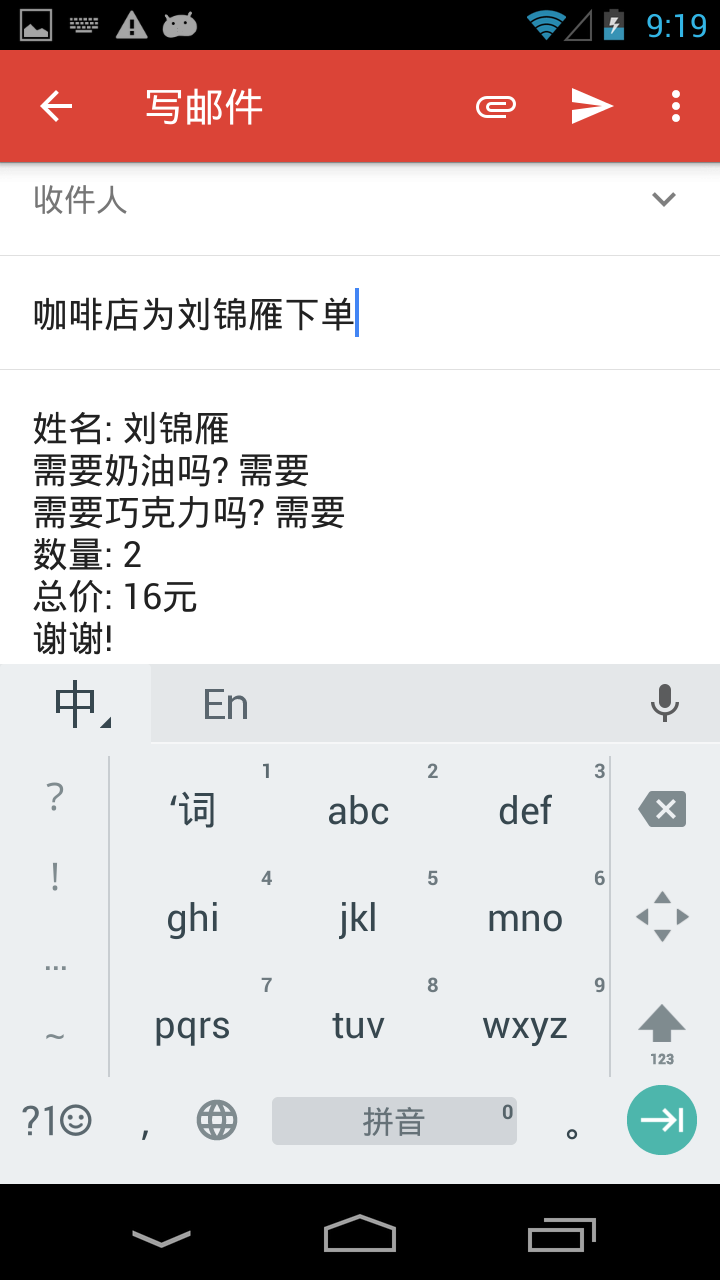 9:19
写邮件
收件人
咖啡店为刘锦雁下单
姓名: 刘锦雁
需要奶油吗? 需要
需要巧克力吗? 需要
数量: 2
总价: 16元
谢谢!
中 En
? ‘词 1 abc 2 def 3
! ghi 4 jkl 5 mno 6
... pqrs 7 tuv 8 wxyz 9
~ 123
?1 , 拼音 0 。